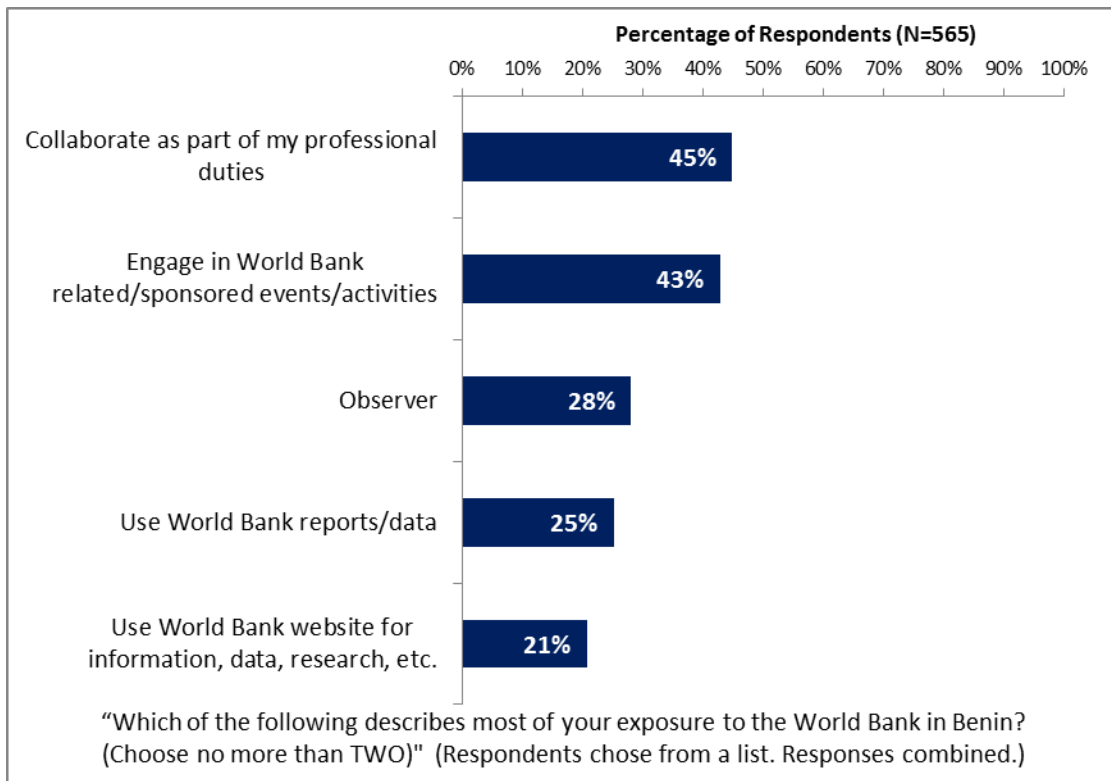 Percentage of Respondents (N=565)
0% 10% 20% 30% 40% 50% 60% 70% 80% 90% 100%
Collaborate as part of my professional
duties
45%
Engage in World Bank
related/sponsored events/activities
43%
Observer
28%
Use World Bank reports/data
25%
Use World Bank website for
information, data, research, etc.
21%
“Which of the following describes most of your exposure to the World Bank in Benin?
(Choose no more than TWO)" (Respondents chose from a list. Responses combined.)